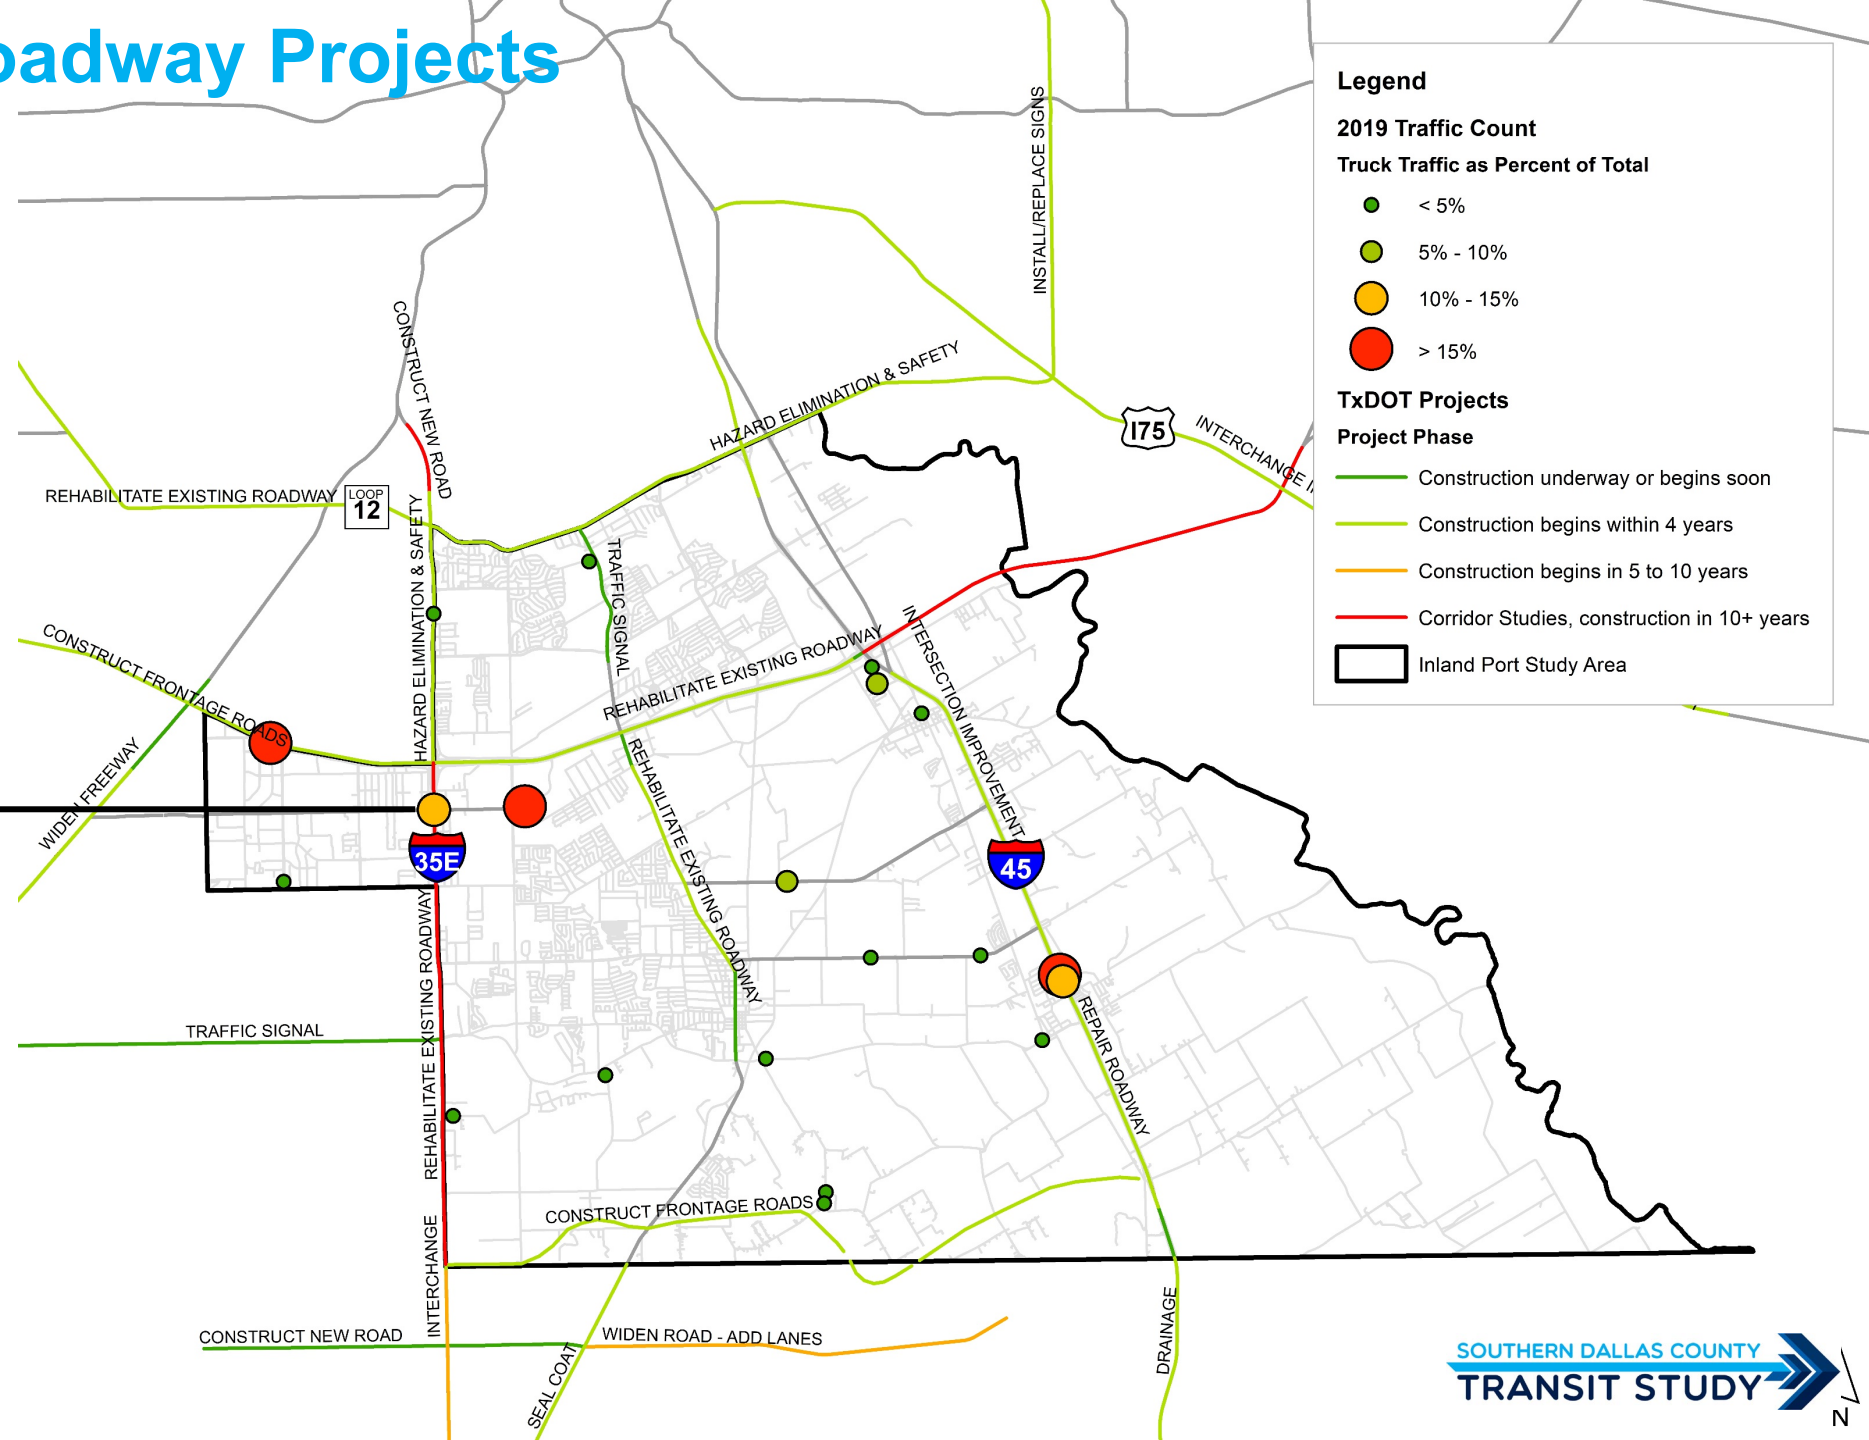 oadway Projects
Legend
2019 Traffic Count
Truck Traffic as Percent of Total
< 5%
5% - 10%
10% - 15%
> 15%
TxDOT Projects
Project Phase
Construction underway or begins soon
Construction begins within 4 years
Construction begins in 5 to 10 years
Corridor Studies, construction in 10+ years
Inland Port Study Area
INSTALL/REPLACE SIGNS
CONSTRUCT NEW ROAD
HAZARD ELIMINATION & SAFETY
I75
INTERCHANGE
REHABILITATE EXISTING ROADWAY
LOOP
12
HAZARD ELIMINATION & SAFETY
TRAFFIC SIGNAL
CONSTRUCT FRONTAGE ROADS
REHABILITATE EXISTING ROADWAY
INTERSECTION IMPROVEMENT
WIDEN FREEWAY
REHABILITATE EXISTING ROADWAY
35E
45
REHABILITATE EXISTING ROADWAY
TRAFFIC SIGNAL
REPAIR ROADWAY
CONSTRUCT FRONTAGE ROADS
INTERCHANGE
CONSTRUCT NEW ROAD
WIDEN ROAD - ADD LANES
SEAL COAT
DRAINAGE
SOUTHERN DALLAS COUNTY
TRANSIT STUDY
N